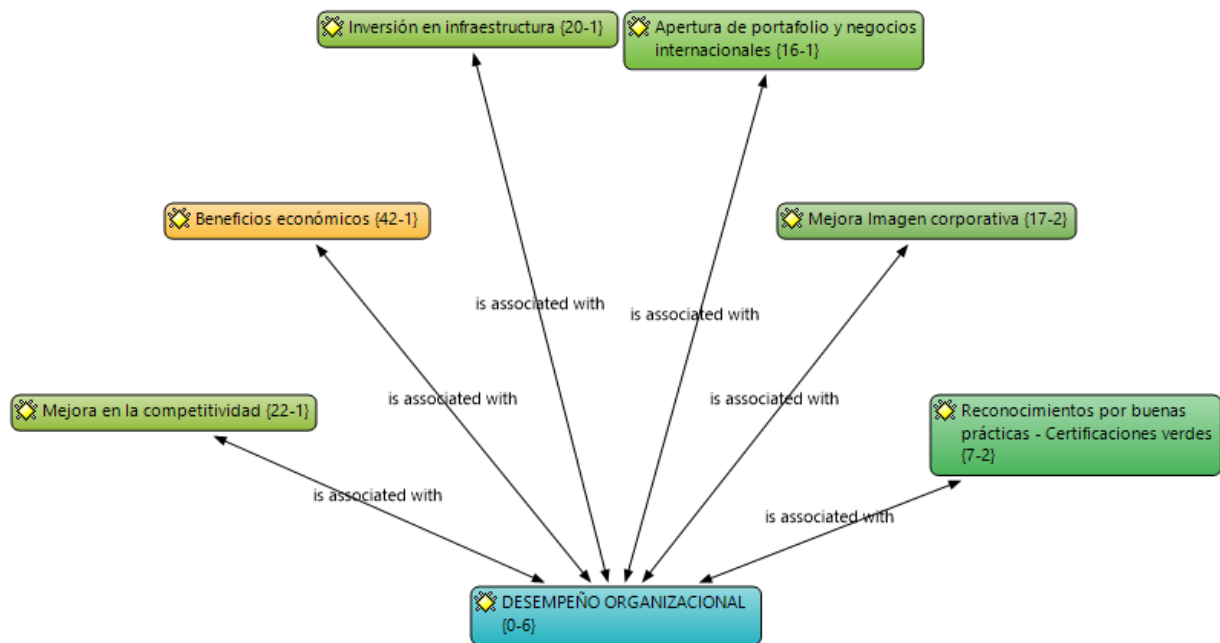 Inversión en infraestructura {20-1}
Apertura de portafolio y negocios
internacionales {16-1}
Beneficios económicos {42-1}
Mejora Imagen corporativa {17-2}
is associated with
is associated with
Mejora en la competitividad {22-1}
is associated with
is associated with
Reconocimientos por buenas
prácticas - Certificaciones verdes
{7-2}
is associated with
is associated with
DESEMPEÑO ORGANIZACIONAL
{0-6}